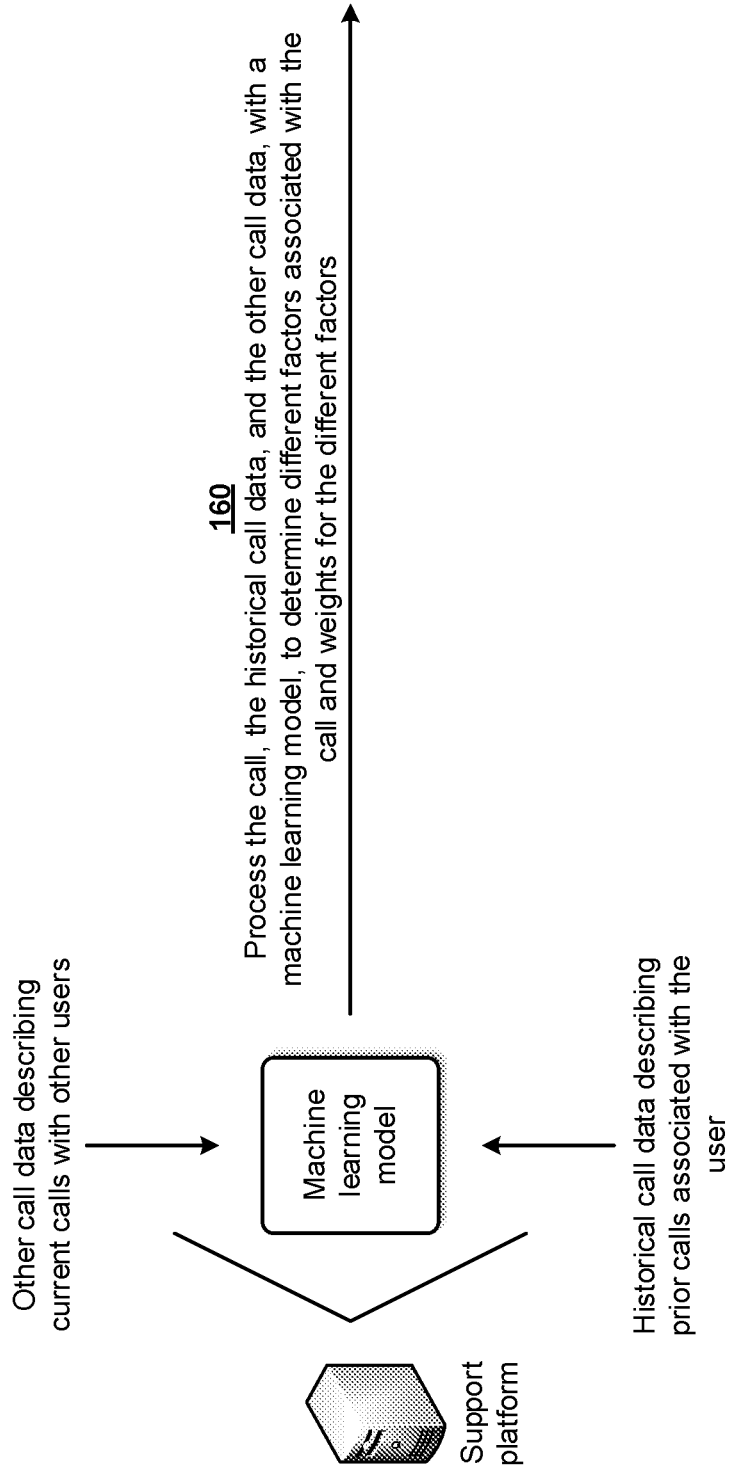 Other call data describing
current calls with other users
160
Process the call, the historical call data, and the other call data, with a
machine learning model, to determine different factors associated with the
call and weights for the different factors
Machine
learning
model
Support
platform
Historical call data describing
prior calls associated with the
user